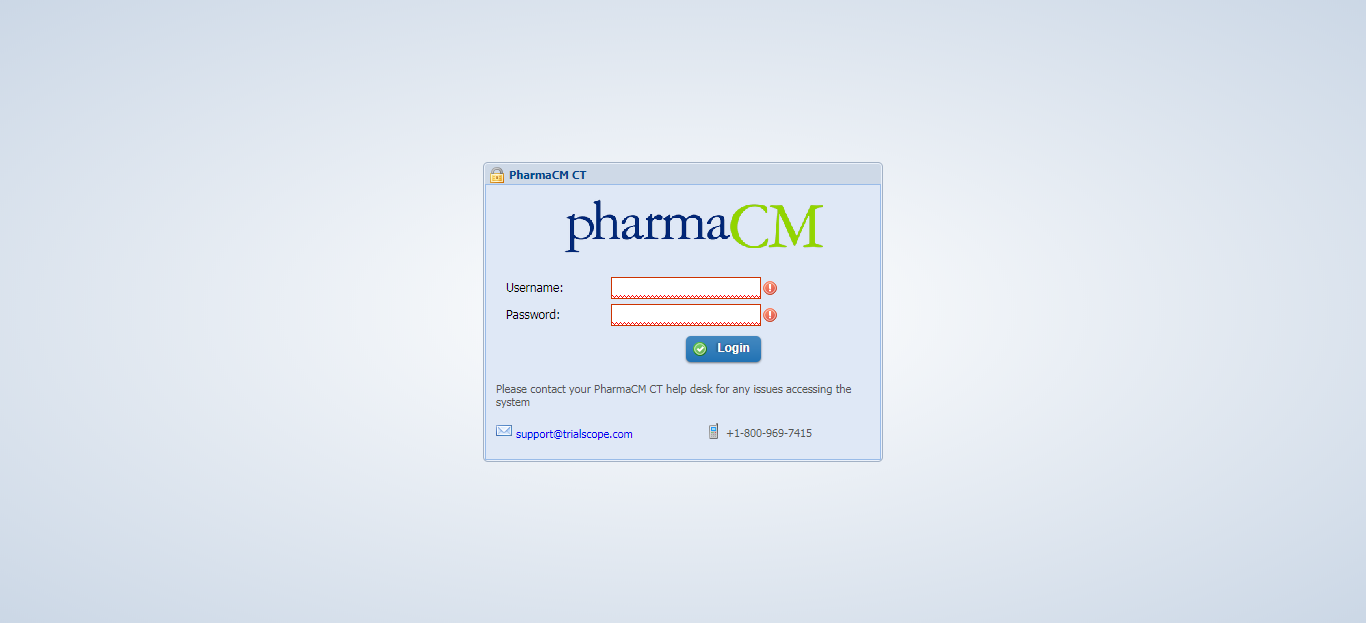 PharmaCM CT
pharmaCM
Username:
Password:
Login
Please contact your PharmaCM CT help desk for any issues accessing the
system
support@trialscope.com
+1-800-969-7415